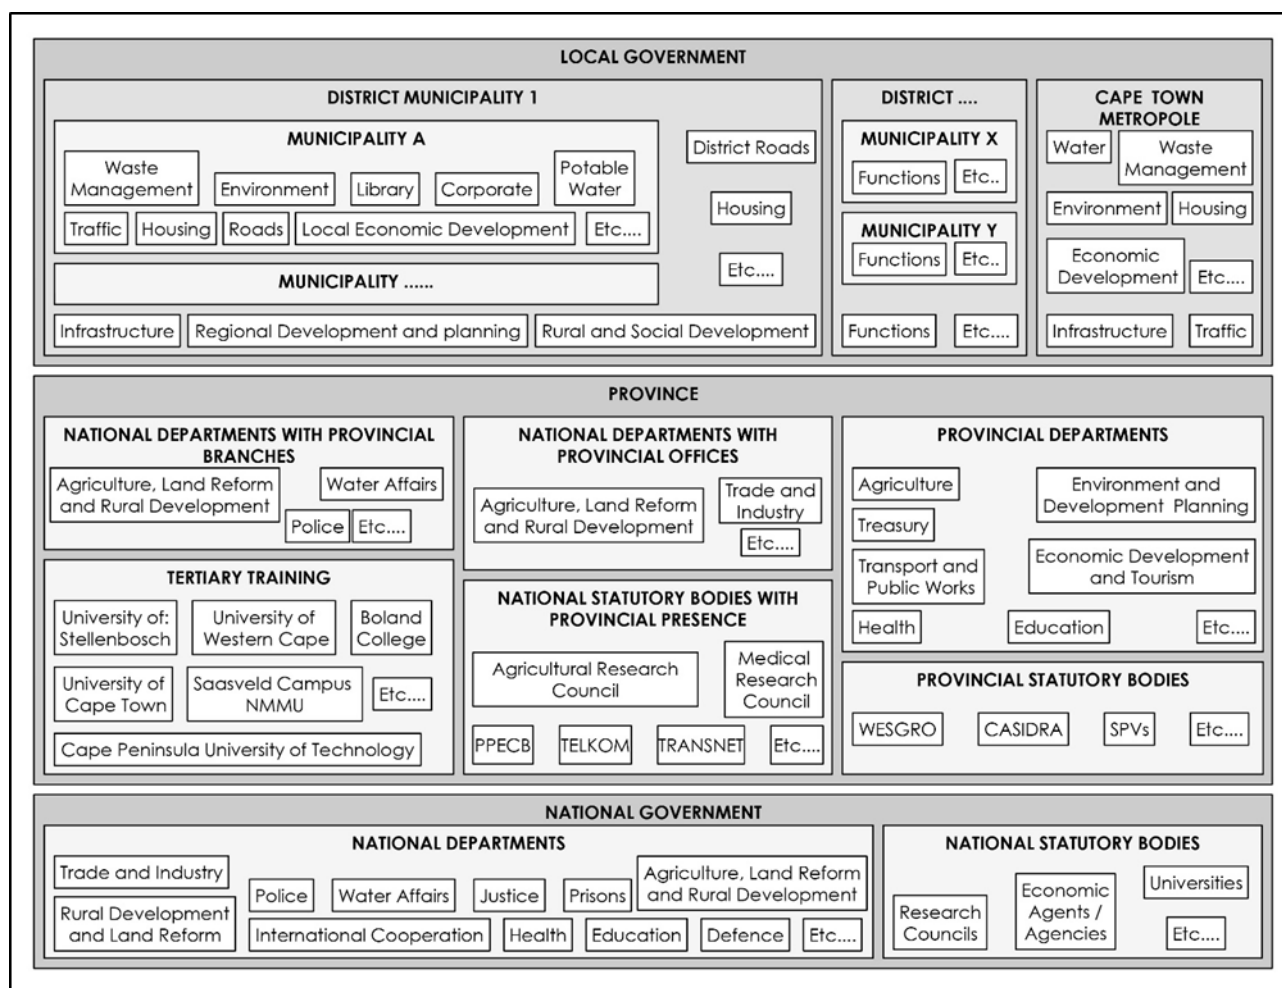 LOCAL GOVERNMENT
DISTRICT MUNICIPALITY 1
MUNICIPALITY A
Waste
Management
Environment
Library
Corporate
Potable
Water
Traffic
Housing
Roads
Local Economic Development
Etc....
MUNICIPALITY ......
District Roads
Housing
Etc....
Infrastructure
Regional Development and planning
Rural and Social Development
DISTRICT ....
MUNICIPALITY X
Functions
Etc..
MUNICIPALITY Y
Functions
Etc..
Functions
Etc....
CAPE TOWN
METROPOLE
Water
Waste
Management
Environment
Housing
Economic
Development
Etc....
Infrastructure
Traffic
PROVINCE
NATIONAL DEPARTMENTS WITH PROVINCIAL
BRANCHES
Agriculture, Land Reform
and Rural Development
Water Affairs
Police
Etc....
TERTIARY TRAINING
University of:
Stellenbosch
University of
Western Cape
Boland
College
University of
Cape Town
Saasveld Campus
NMMU
Etc....
Cape Peninsula University of Technology
NATIONAL DEPARTMENTS WITH
PROVINCIAL OFFICES
Agriculture, Land Reform
and Rural Development
Trade and
Industry
Etc....
NATIONAL STATUTORY BODIES WITH
PROVINCIAL PRESENCE
Agricultural Research
Council
Medical
Research
Council
PPECB
TELKOM
TRANSNET
Etc....
PROVINCIAL DEPARTMENTS
Agriculture
Environment and
Development Planning
Treasury
Transport and
Public Works
Economic Development
and Tourism
Health
Education
Etc....
PROVINCIAL STATUTORY BODIES
WESGRO
CASIDRA
SPVs
Etc....
NATIONAL GOVERNMENT
NATIONAL DEPARTMENTS
Trade and Industry
Police
Water Affairs
Justice
Prisons
Agriculture, Land Reform
and Rural Development
Rural Development
and Land Reform
International Cooperation
Health
Education
Defence
Etc....
NATIONAL STATUTORY BODIES
Research
Councils
Economic
Agents /
Agencies
Universities
Etc....